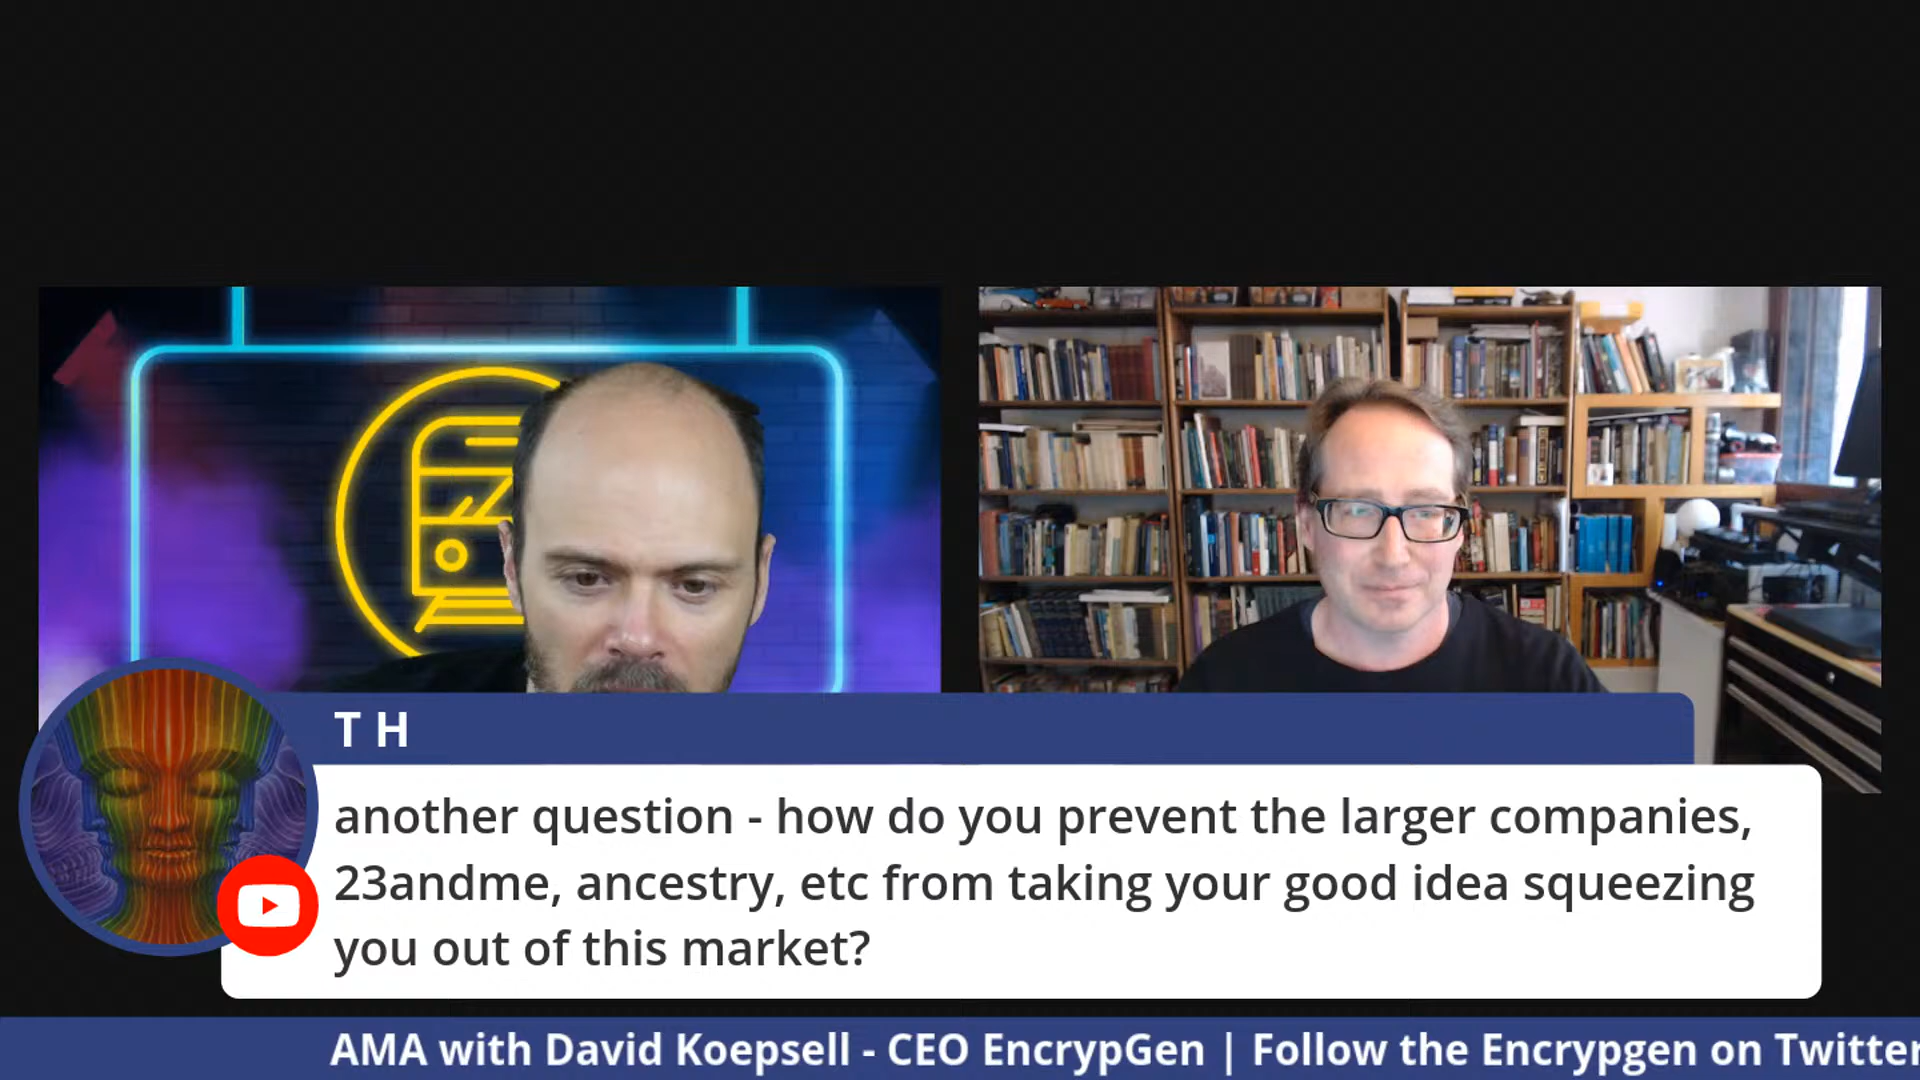 T H
another question - how do you prevent the larger companies,
23andme, ancestry, etc from taking your good idea squeezing
you out of this market?
AMA with David Koepsell - CEO EncrypGen | Follow the Encrypgen on Twitter